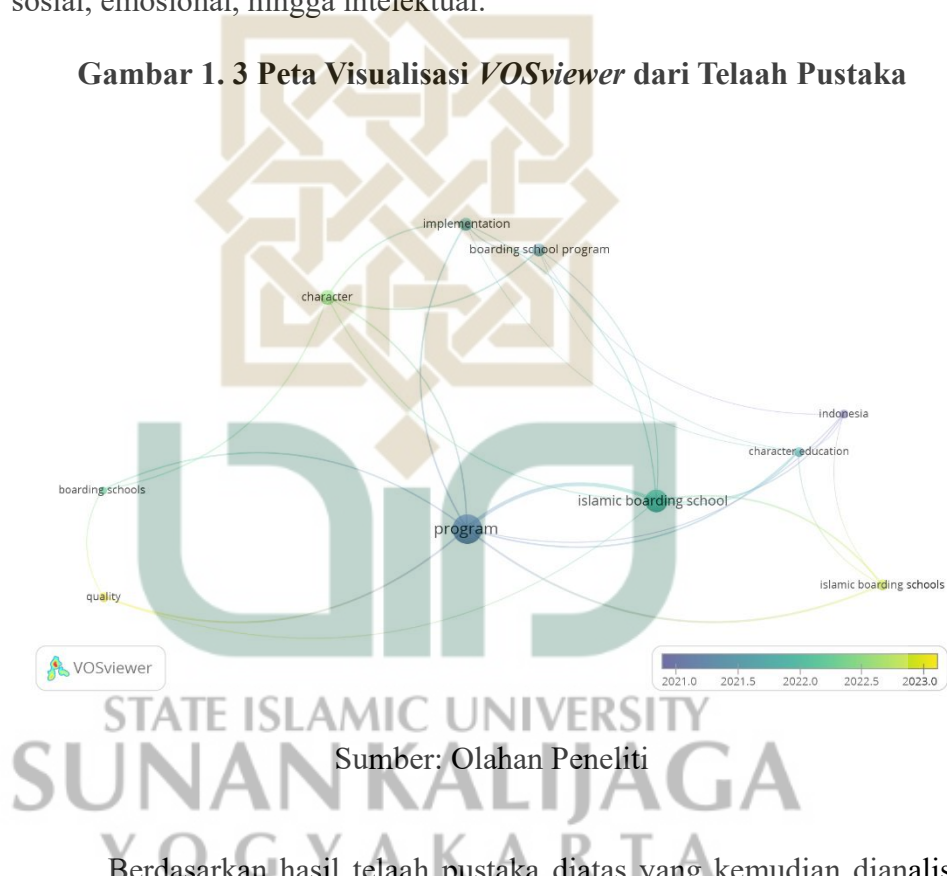 sosial, emosional, hingga intelektual.
Gambar 1. 3 Peta Visualisasi VOSviewer dari Telaah Pustaka
implementation
boarding school program
character
indonesia
character education
boarding schools
islamic boarding school
program
islamic boarding schools
quality
VOSviewer
2021.0 2021.5 2022.0 2022.5 2023.0
STATE ISLAMIC UNIVERSITY
SUNAN KALIJAGA
YOGYAKARTA
Sumber: Olahan Peneliti
Berdasarkan hasil telaah pustaka diatas yang kemudian dianalis